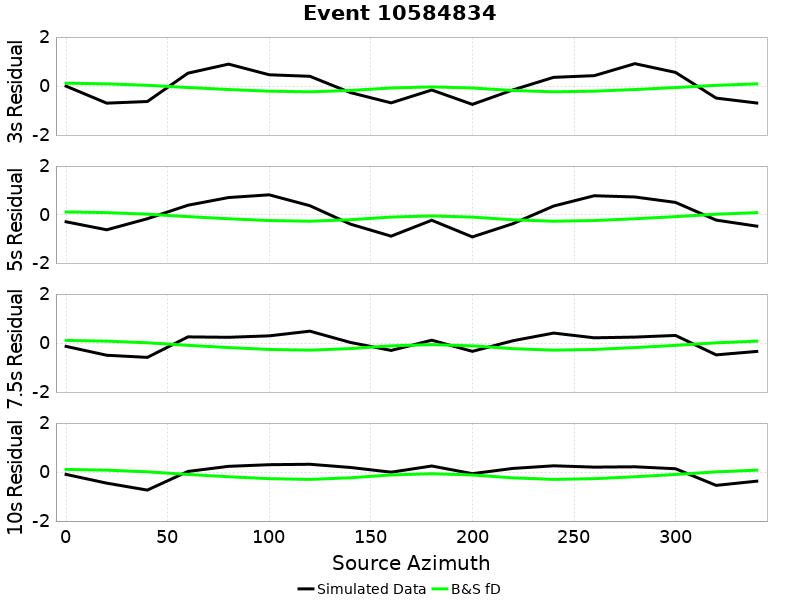 Event 10584834
3s Residual
2
0
-2
5s Residual
2
0
-2
7.5s Residual
2
0
-2
10s Residual
2
0
-2
0 50 100 150 200 250 300
Source Azimuth
Simulated Data B&S fD